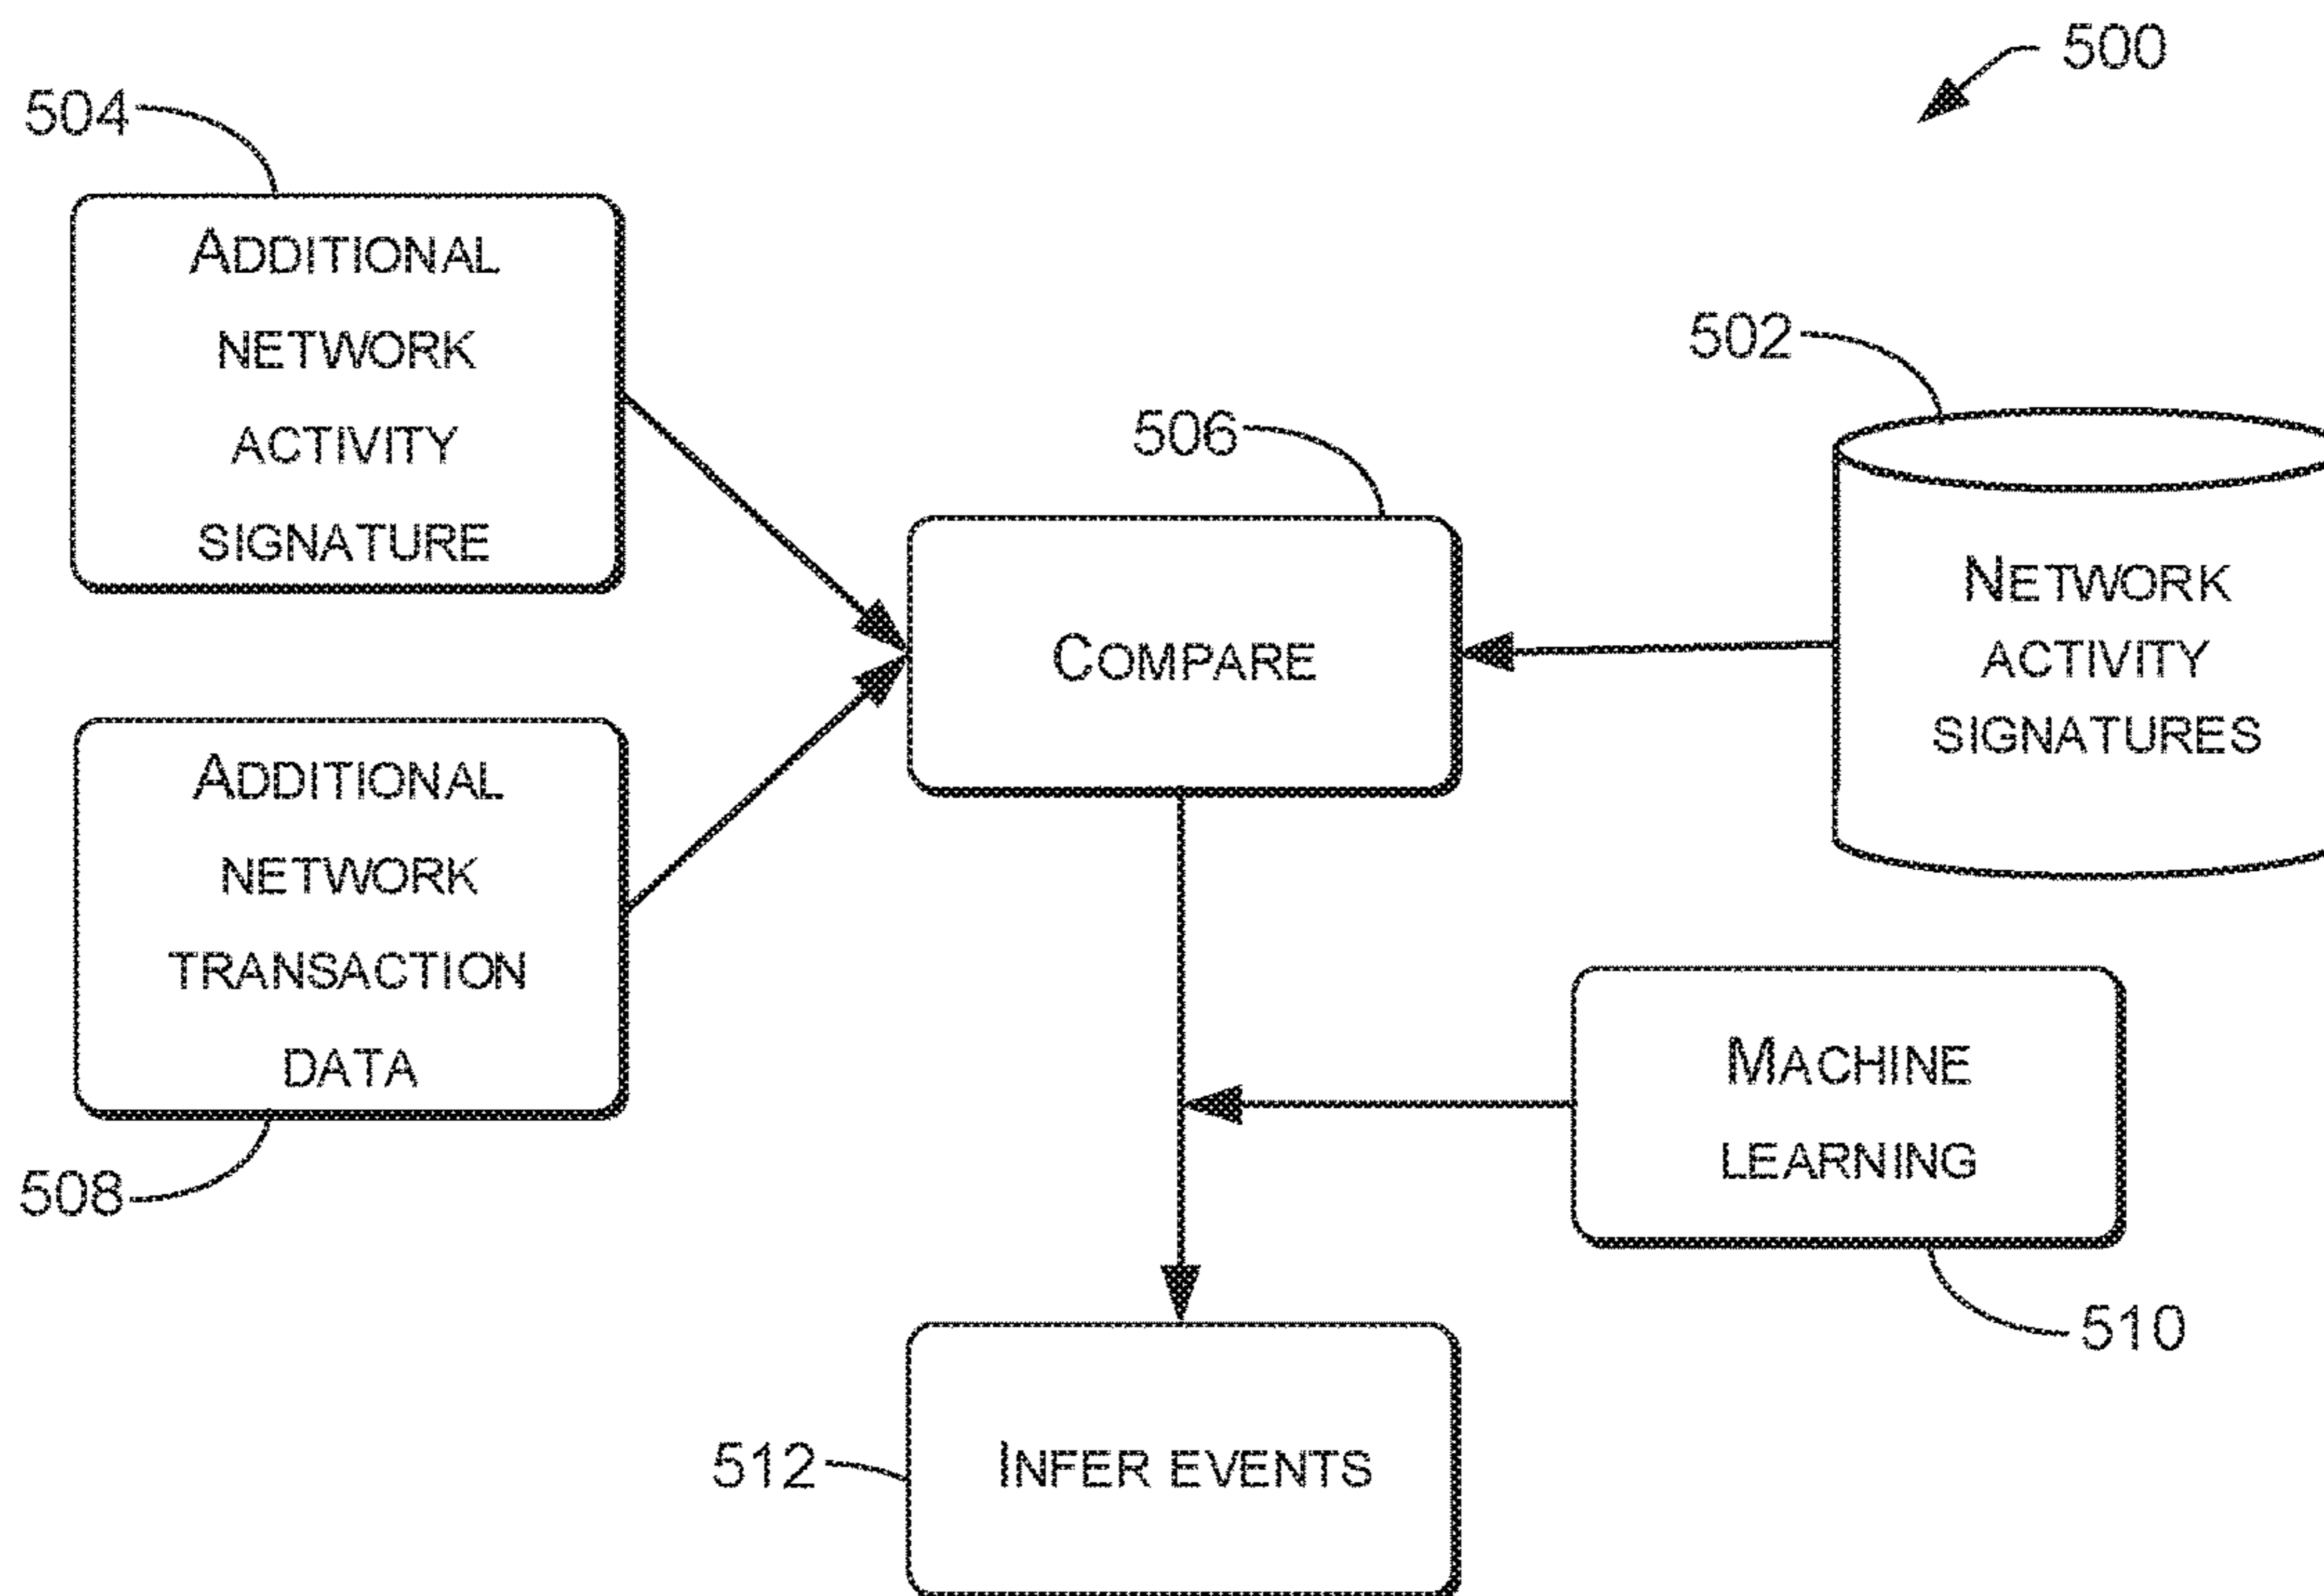 500
504
ADDITIONAL
NETWORK
ACTIVITY
SIGNATURE
502
506
COMPARE
NETWORK
ACTIVITY
SIGNATURES
ADDITIONAL
NETWORK
TRANSACTION
DATA
508
MACHINE
LEARNING
510
512
INFER EVENTS